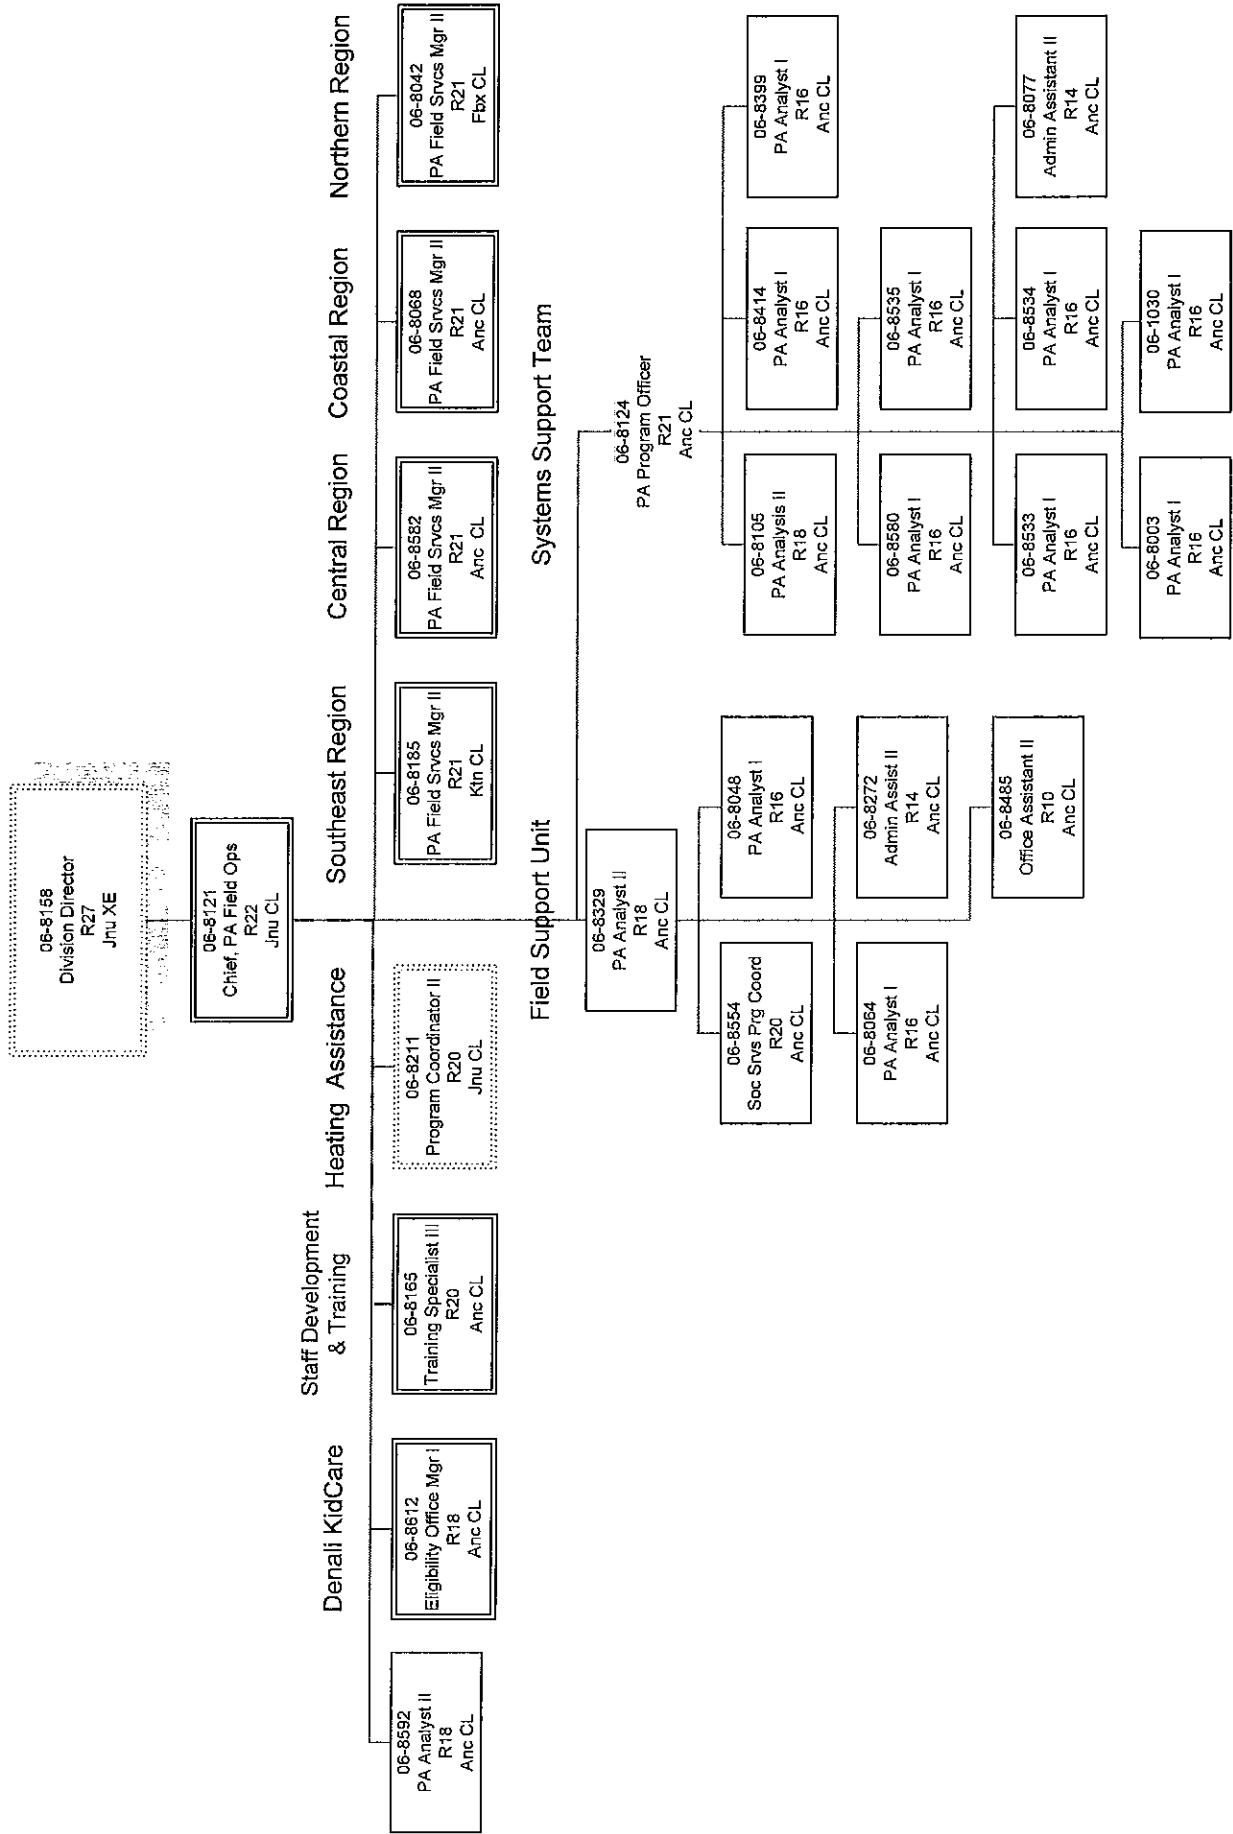 06-8158
Division Director
R27
Jnu XE
06-8121
Chief, PA Field Ops
R22
Jnu CL
Denali KidCare
Staff Development
& Training
Heating Assistance
Southeast Region
Central Region
Coastal Region
Northern Region
06-8592
PA Analyst II
R18
Anc CL
06-8612
Eligibility Office Mgr I
R18
Anc CL
06-8165
Training Specialist III
R20
Anc CL
06-8211
Program Coordinator II
R20
Jnu CL
06-8185
PA Field Srvcs Mgr II
R21
Ktn CL
06-8582
PA Field Srvcs Mgr II
R21
Anc CL
06-8068
PA Field Srvcs Mgr II
R21
Anc CL
06-8042
PA Field Srvcs Mgr II
R21
Fbx CL
Field Support Unit
06-8329
PA Analyst II
R18
Anc CL
06-8554
Soc Srvs Prg Coord
R20
Anc CL
06-8048
PA Analyst I
R16
Anc CL
06-8064
PA Analyst I
R16
Anc CL
06-8272
Admin Assist II
R14
Anc CL
06-8485
Office Assistant II
R10
Anc CL
Systems Support Team
06-8124
PA Program Officer
R21
Anc CL
06-8105
PA Analysis II
R18
Anc CL
06-8414
PA Analyst I
R16
Anc CL
06-8399
PA Analyst I
R16
Anc CL
06-8580
PA Analyst I
R16
Anc CL
06-8535
PA Analyst I
R16
Anc CL
06-8533
PA Analyst I
R16
Anc CL
06-8534
PA Analyst I
R16
Anc CL
06-8077
Admin Assistant II
R14
Anc CL
06-8003
PA Analyst I
R16
Anc CL
06-1030
PA Analyst I
R16
Anc CL